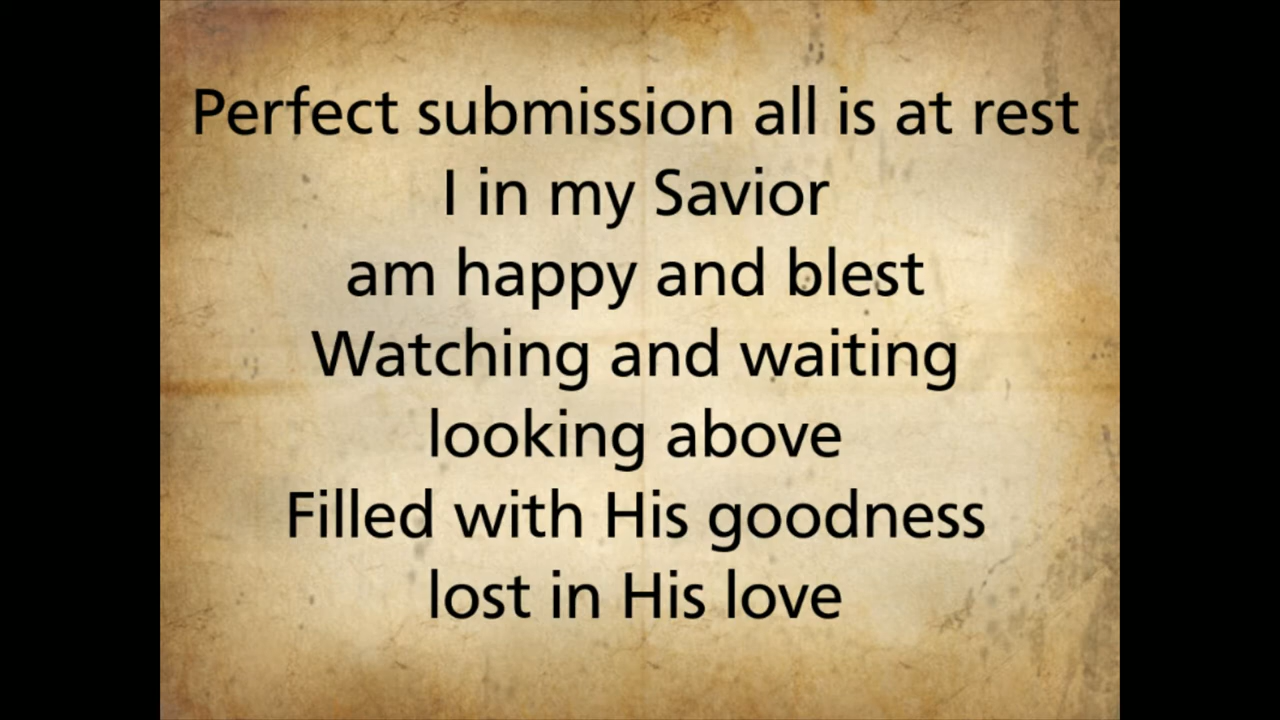 Perfect submission all is at rest
I in my Savior
am happy and blest
Watching and waiting
looking above
Filled with His goodness
lost in His love